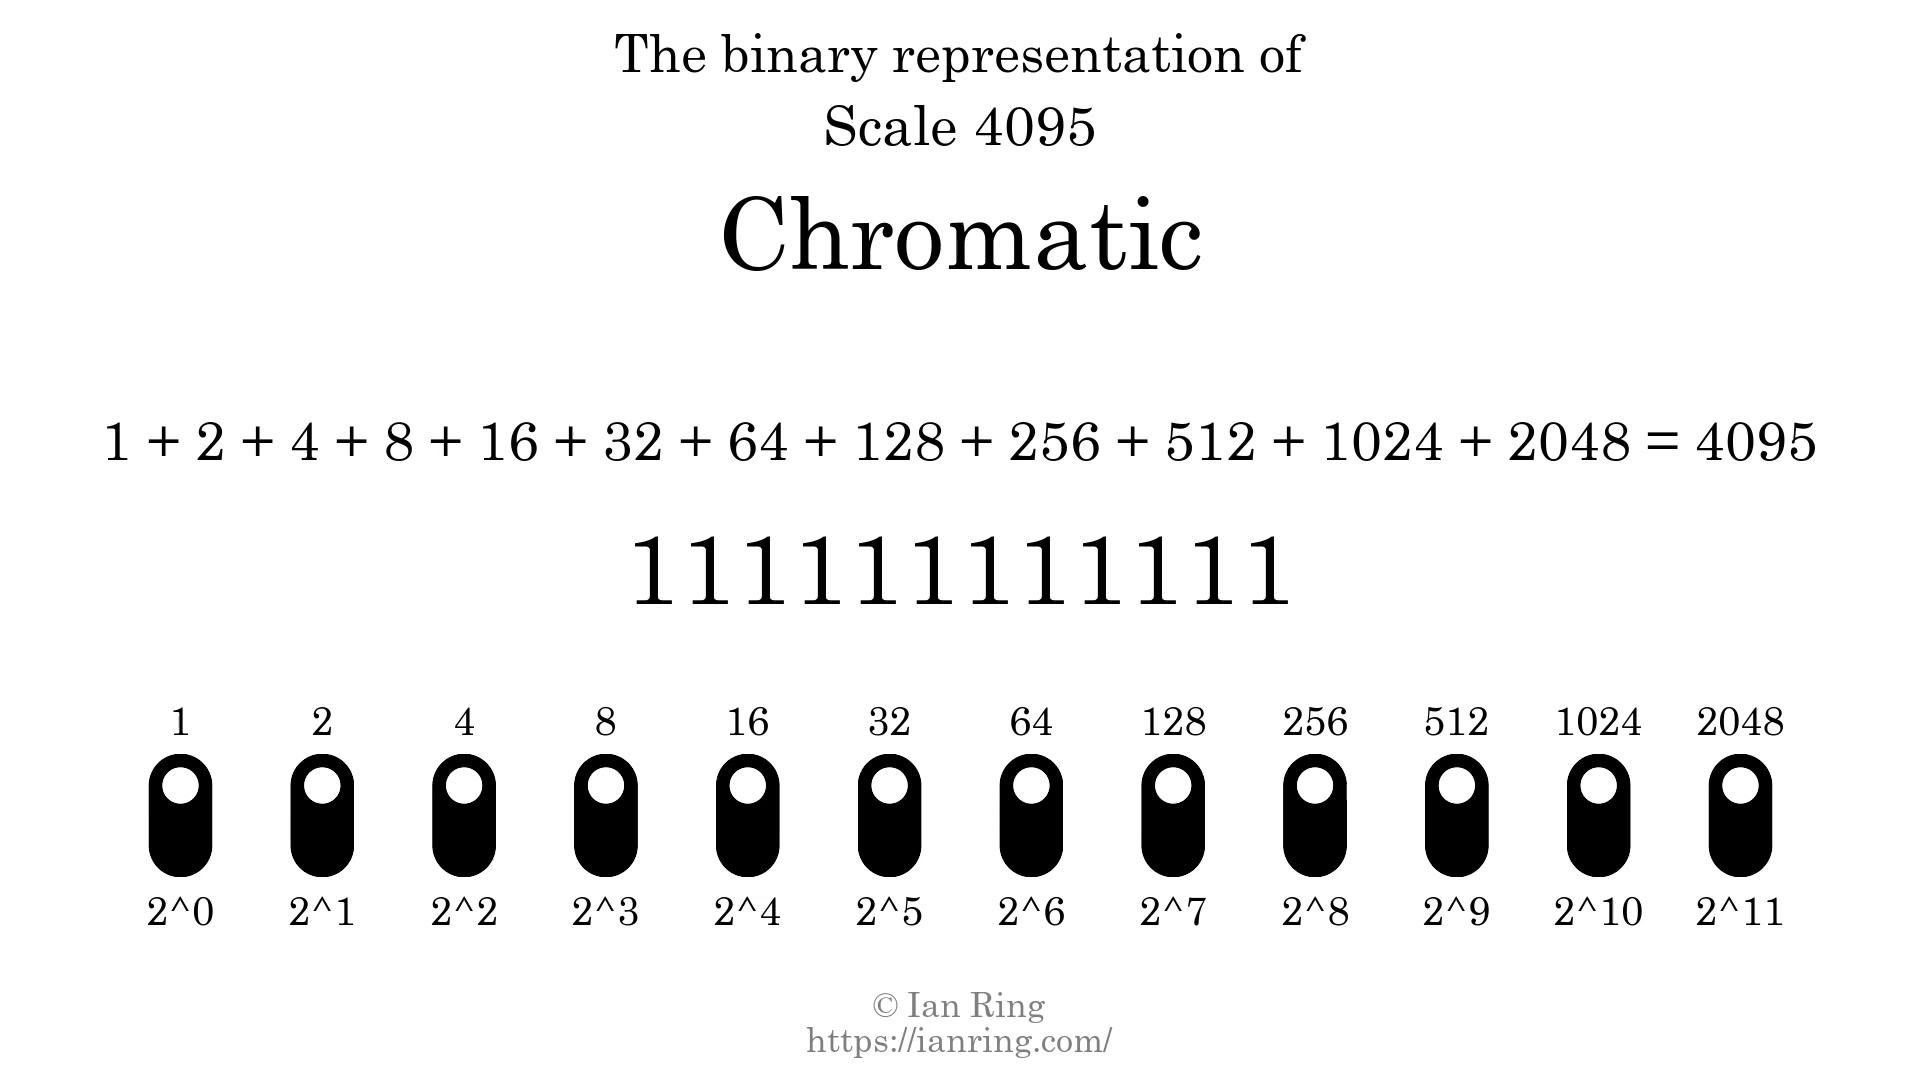 The binary representation of
Scale 4095
Chromatic
1 + 2 + 4 + 8 + 16 + 32 + 64 + 128 + 256 + 512 + 1024 + 2048 = 4095
111111111111
1 2 4 8 16 32 64 128 256 512 1024 2048
2^0 2^1 2^2 2^3 2^4 2^5 2^6 2^7 2^8 2^9 2^10 2^11
© Ian Ring
https://ianring.com/